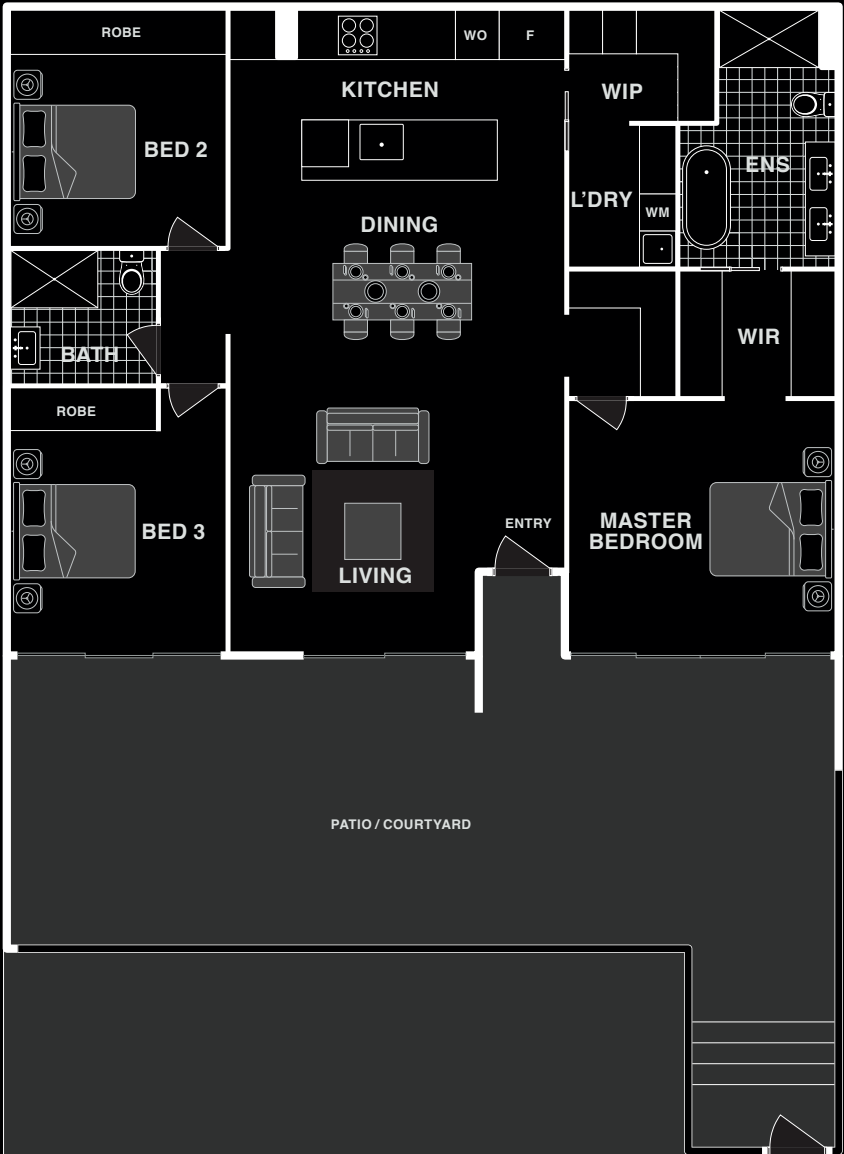 ROBE
WO
F
KITCHEN
WIP
BED 2
ENS
L'DRY
WM
DINING
WIR
BATH
ROBE
BED 3
ENTRY
MASTER
BEDROOM
LIVING
PATIO / COURTYARD